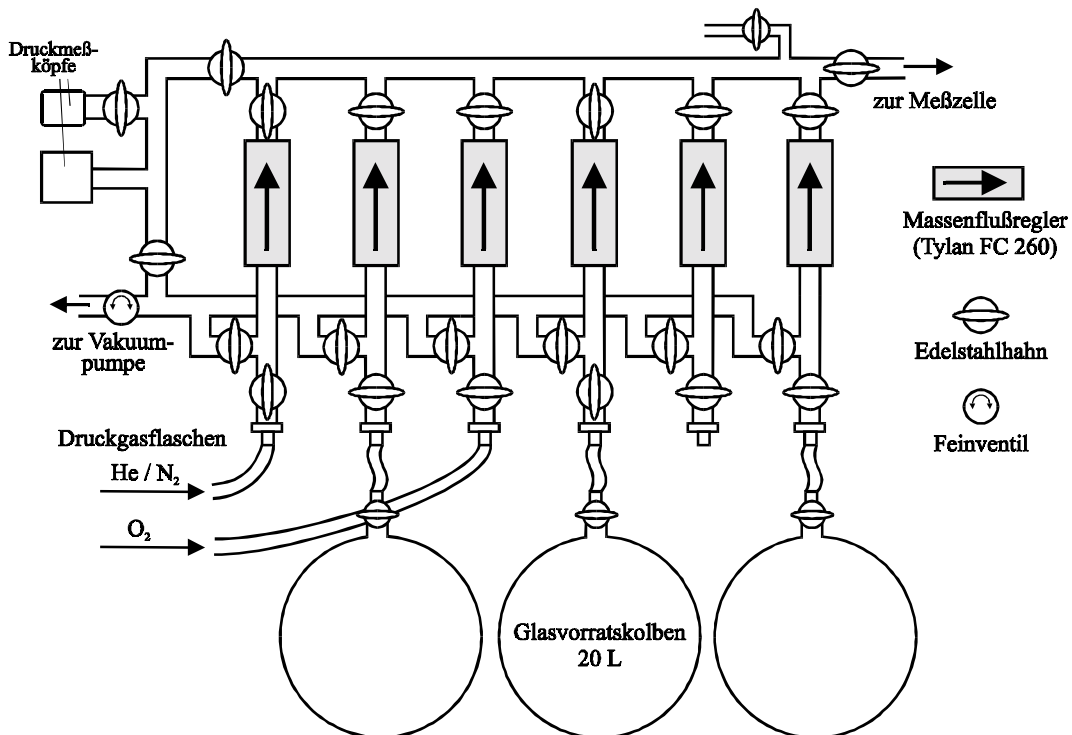 Druckmeß-
köpfe
zur Meßzelle
Massenflußregler
(Tylan FC 260)
zur Vakuum-
pumpe
Edelstahlhahn
Feinventil
Druckgasflaschen
He / N₂
O₂
Glasvorratskolben
20 L